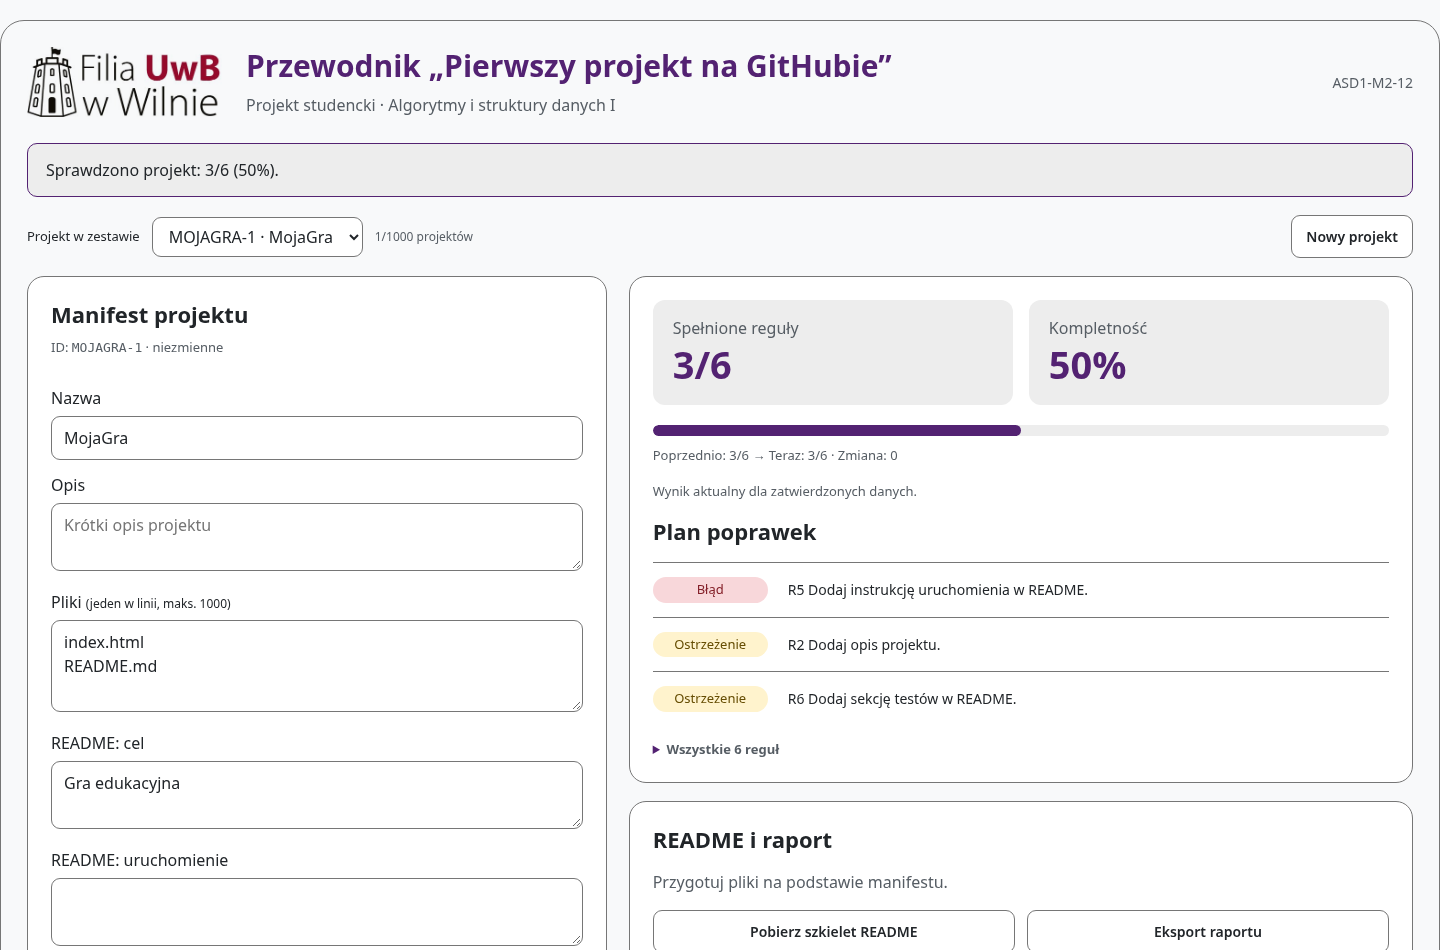 Filia UwB
w Wilnie
Przewodnik „Pierwszy projekt na GitHubie”
Projekt studencki · Algorytmy i struktury danych I
ASD1-M2-12
Sprawdzono projekt: 3/6 (50%).
Projekt w zestawie
MOJAGRA-1 · MojaGra
1/1000 projektów
Nowy projekt
Manifest projektu
ID: MOJAGRA-1 · niezmienne
Nazwa
MojaGra
Opis
Krótki opis projektu
Pliki (jeden w linii, maks. 1000)
index.html
README.md
README: cel
Gra edukacyjna
README: uruchomienie
Spełnione reguły
3/6
Kompletność
50%
Poprzednio: 3/6 → Teraz: 3/6 · Zmiana: 0
Wynik aktualny dla zatwierdzonych danych.
Plan poprawek
Błąd R5 Dodaj instrukcję uruchomienia w README.
Ostrzeżenie R2 Dodaj opis projektu.
Ostrzeżenie R6 Dodaj sekcję testów w README.
Wszystkie 6 reguł
README i raport
Przygotuj pliki na podstawie manifestu.
Pobierz szkielet README
Eksport raportu